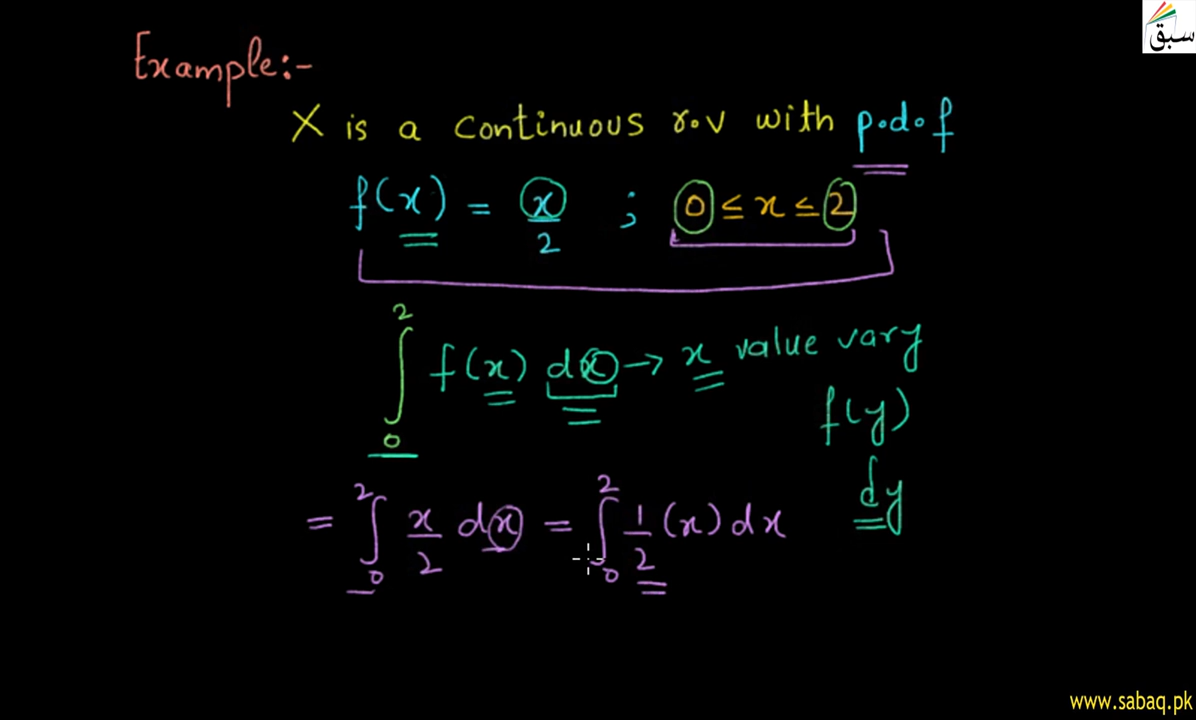 سبق
Example:-
X is a continuous r.v with p.d.f
f(x) = x/2 ; 0 ≤ x ≤ 2
∫₀² f(x) dx → x value vary
f(y)
dy
= ∫₀² x/2 dx = ∫₀² 1/2 (x) dx
www.sabaq.pk